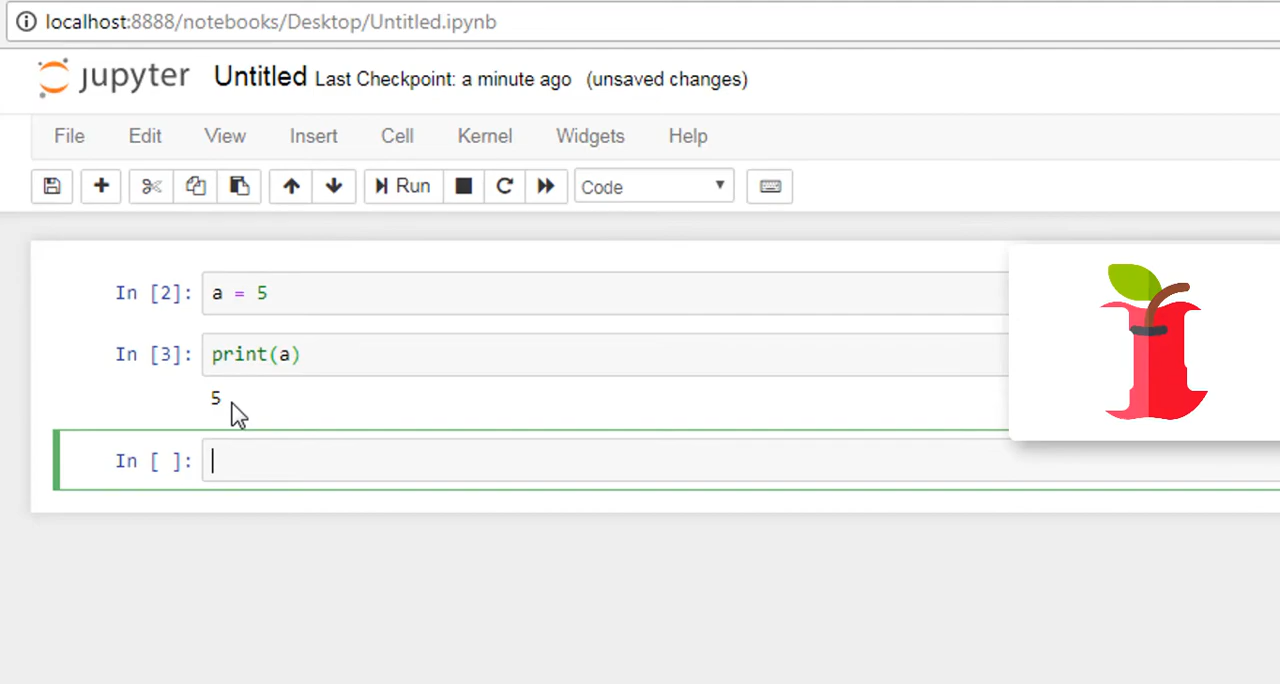 localhost:8888/notebooks/Desktop/Untitled.ipynb
jupyter Untitled Last Checkpoint: a minute ago (unsaved changes)
File Edit View Insert Cell Kernel Widgets Help
Run Code
In [2]: a = 5
In [3]: print(a)
5
In [ ]: